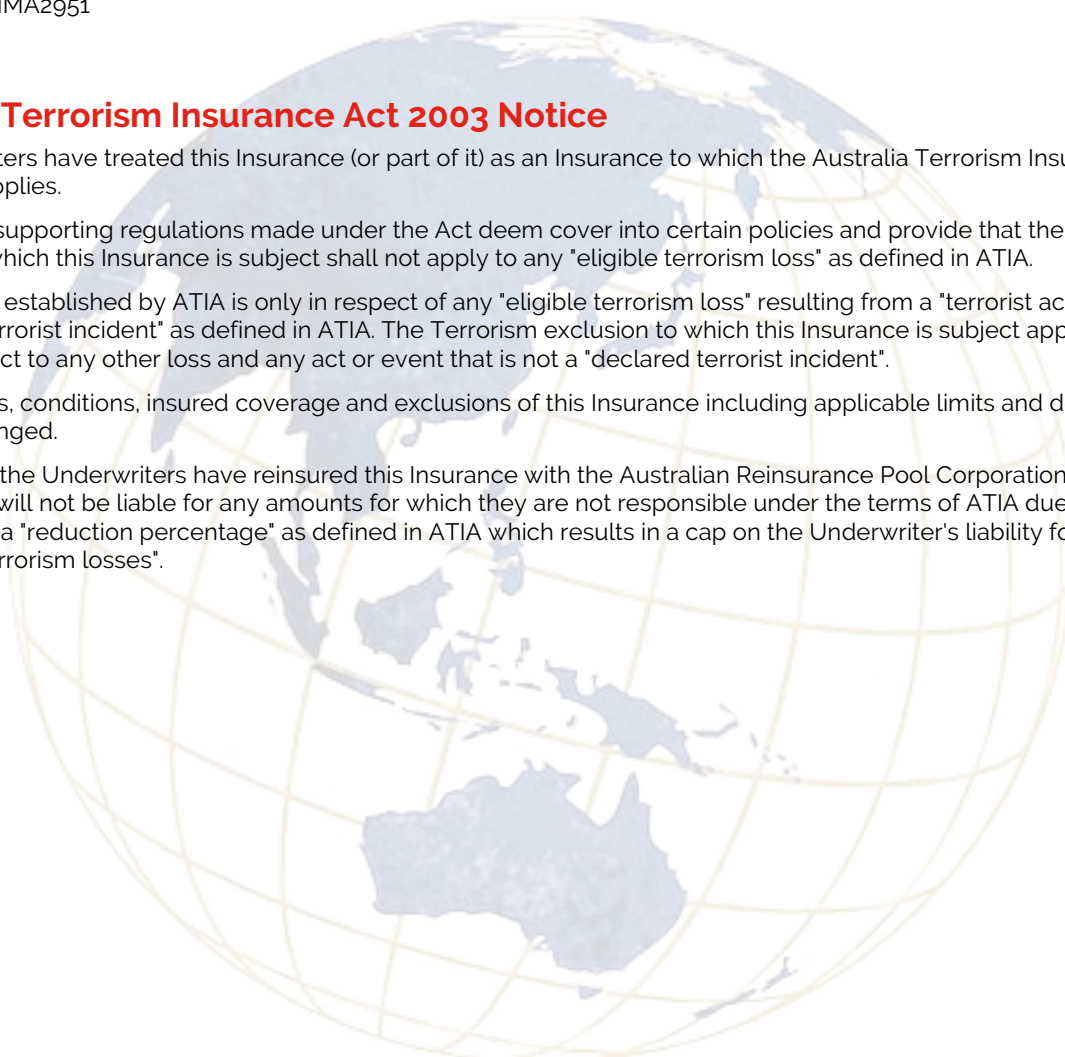 MA2951
Terrorism Insurance Act 2003 Notice
ters have treated this Insurance (or part of it) as an Insurance to which the Australia Terrorism Insu
pplies.
supporting regulations made under the Act deem cover into certain policies and provide that the
which this Insurance is subject shall not apply to any "eligible terrorism loss" as defined in ATIA.
established by ATIA is only in respect of any "eligible terrorism loss" resulting from a "terrorist ac
rrorist incident" as defined in ATIA. The Terrorism exclusion to which this Insurance is subject app
ct to any other loss and any act or event that is not a "declared terrorist incident".
s, conditions, insured coverage and exclusions of this Insurance including applicable limits and d
nged.
the Underwriters have reinsured this Insurance with the Australian Reinsurance Pool Corporation
will not be liable for any amounts for which they are not responsible under the terms of ATIA due
a "reduction percentage" as defined in ATIA which results in a cap on the Underwriter's liability fo
rrorism losses".